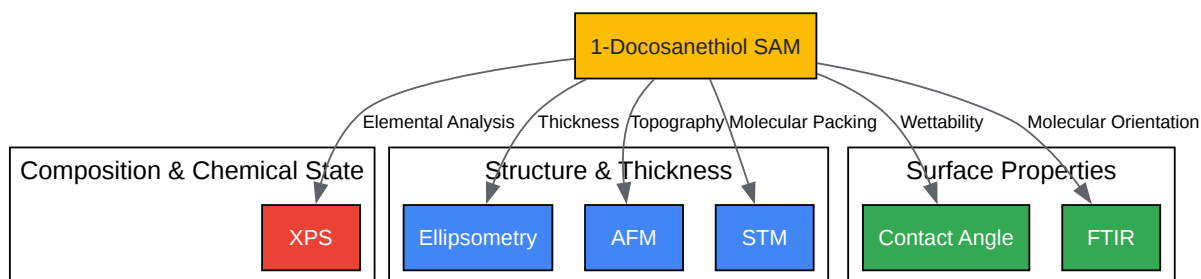 1-Docosanethiol SAM
Elemental Analysis
Thickness
Topography
Molecular Packing
Wettability
Molecular Orientation
Composition & Chemical State
Structure & Thickness
Surface Properties
XPS
Ellipsometry
AFM
STM
Contact Angle
FTIR